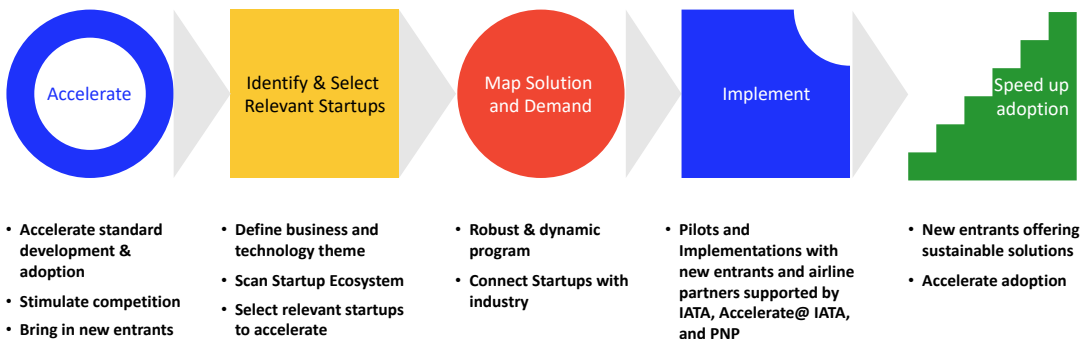 Accelerate
Identify & Select
Relevant Startups
Map Solution
and Demand
Implement
Speed up
adoption
• Accelerate standard
development &
adoption
• Stimulate competition
• Bring in new entrants
• Define business and
technology theme
• Scan Startup Ecosystem
• Select relevant startups
to accelerate
• Robust & dynamic
program
• Connect Startups with
industry
• Pilots and
Implementations with
new entrants and airline
partners supported by
IATA, Accelerate@ IATA,
and PNP
• New entrants offering
sustainable solutions
• Accelerate adoption